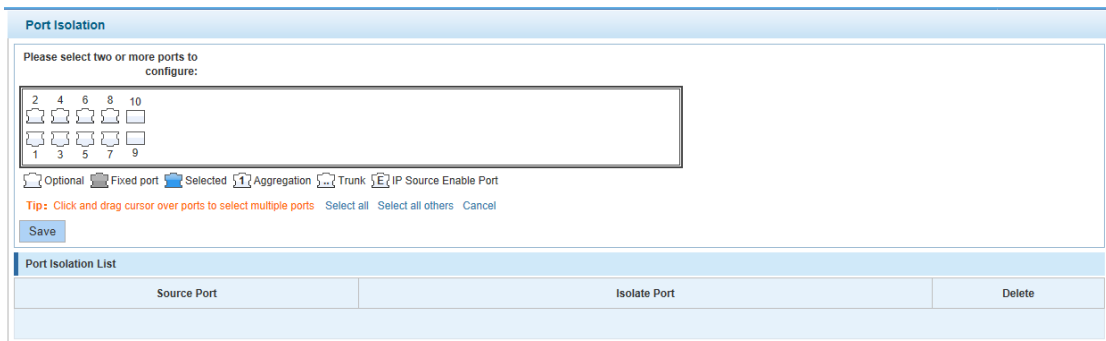 Port Isolation
Please select two or more ports to
configure:
2 4 6 8 10
1 3 5 7 9
Optional Fixed port Selected 1 Aggregation ... Trunk E IP Source Enable Port
Tip: Click and drag cursor over ports to select multiple ports Select all Select all others Cancel
Save
Port Isolation List
Source Port Isolate Port Delete